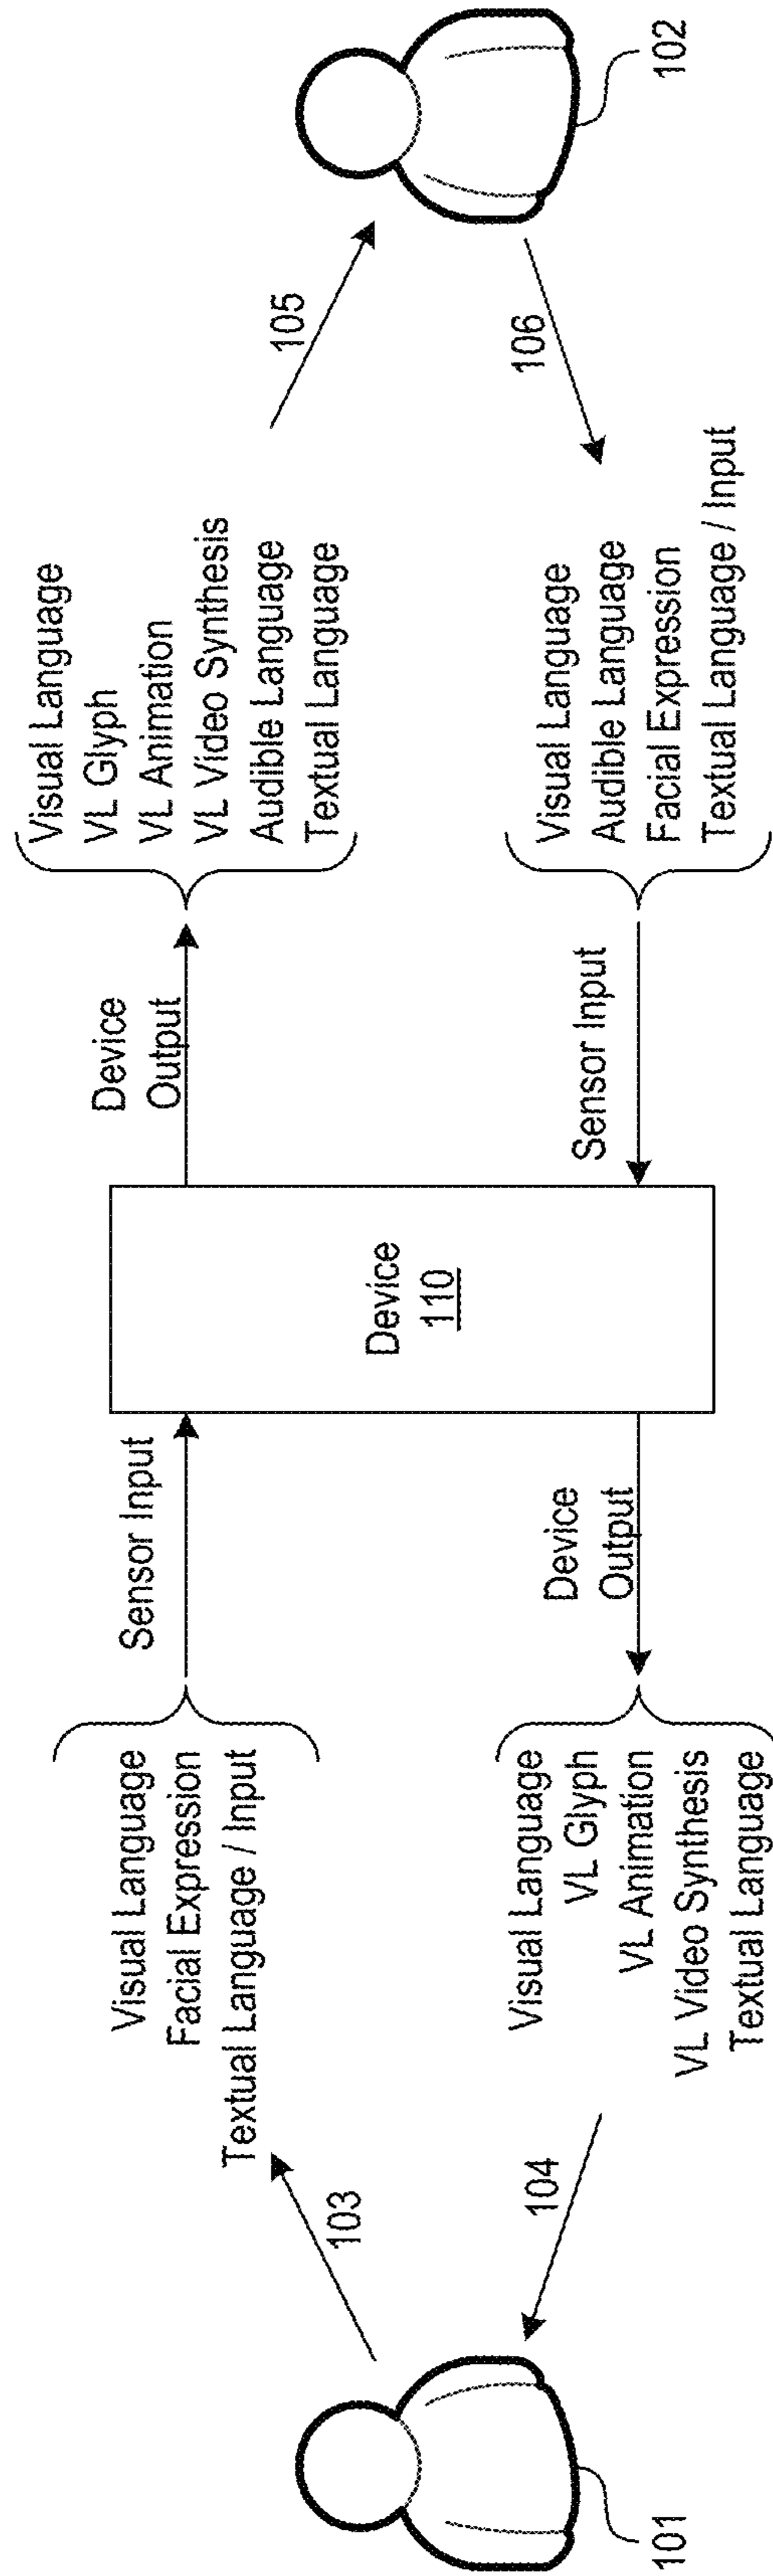 Visual Language
Facial Expression
Textual Language / Input
Sensor Input
Device
Output
Visual Language
VL Glyph
VL Animation
VL Video Synthesis
Audible Language
Textual Language
103
105
101
Device
110
102
104
106
Visual Language
VL Glyph
VL Animation
VL Video Synthesis
Textual Language
Device
Output
Sensor Input
Visual Language
Audible Language
Facial Expression
Textual Language / Input